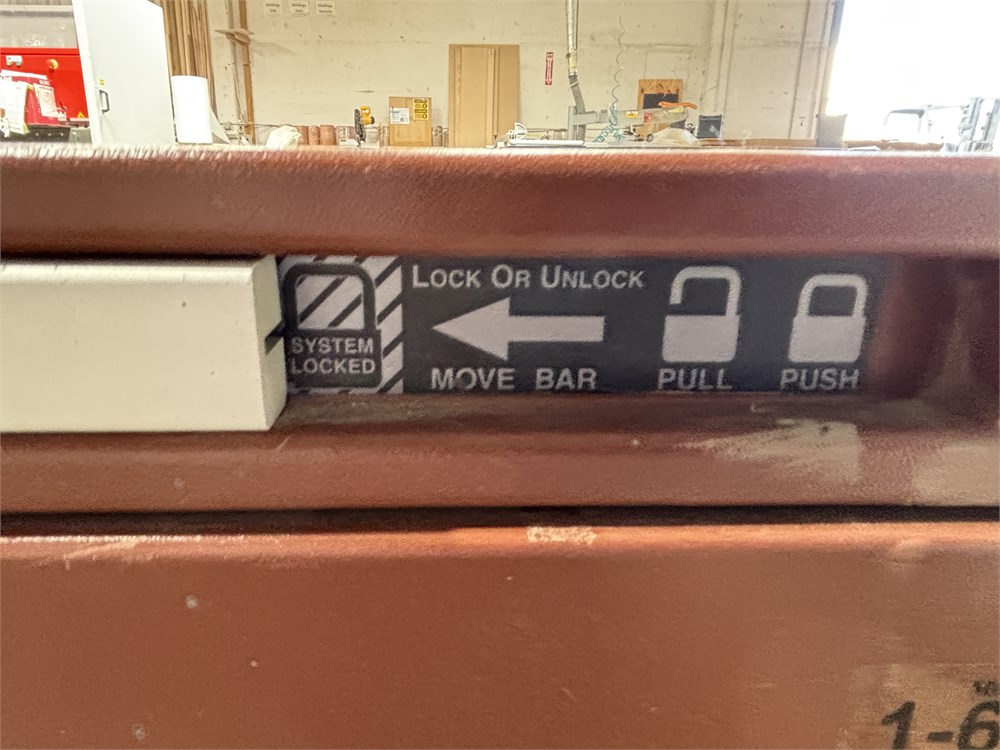 LOCK OR UNLOCK
SYSTEM
LOCKED
MOVE BAR
PULL
PUSH
1-6